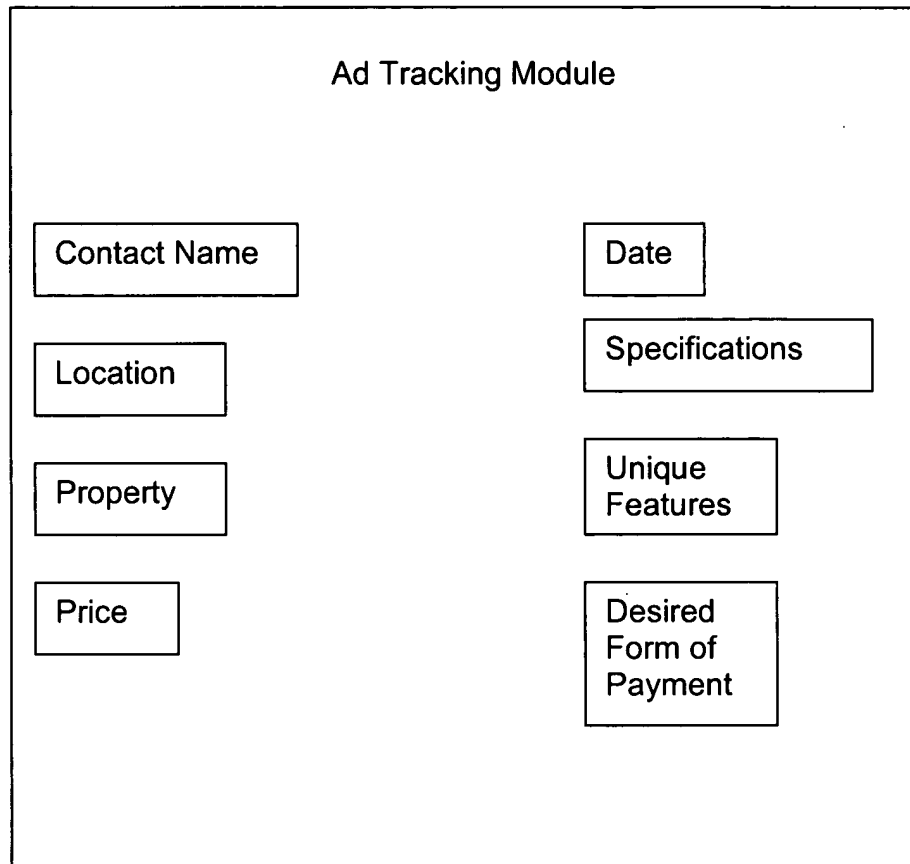 Ad Tracking Module
Contact Name
Location
Property
Price
Date
Specifications
Unique
Features
Desired
Form of
Payment